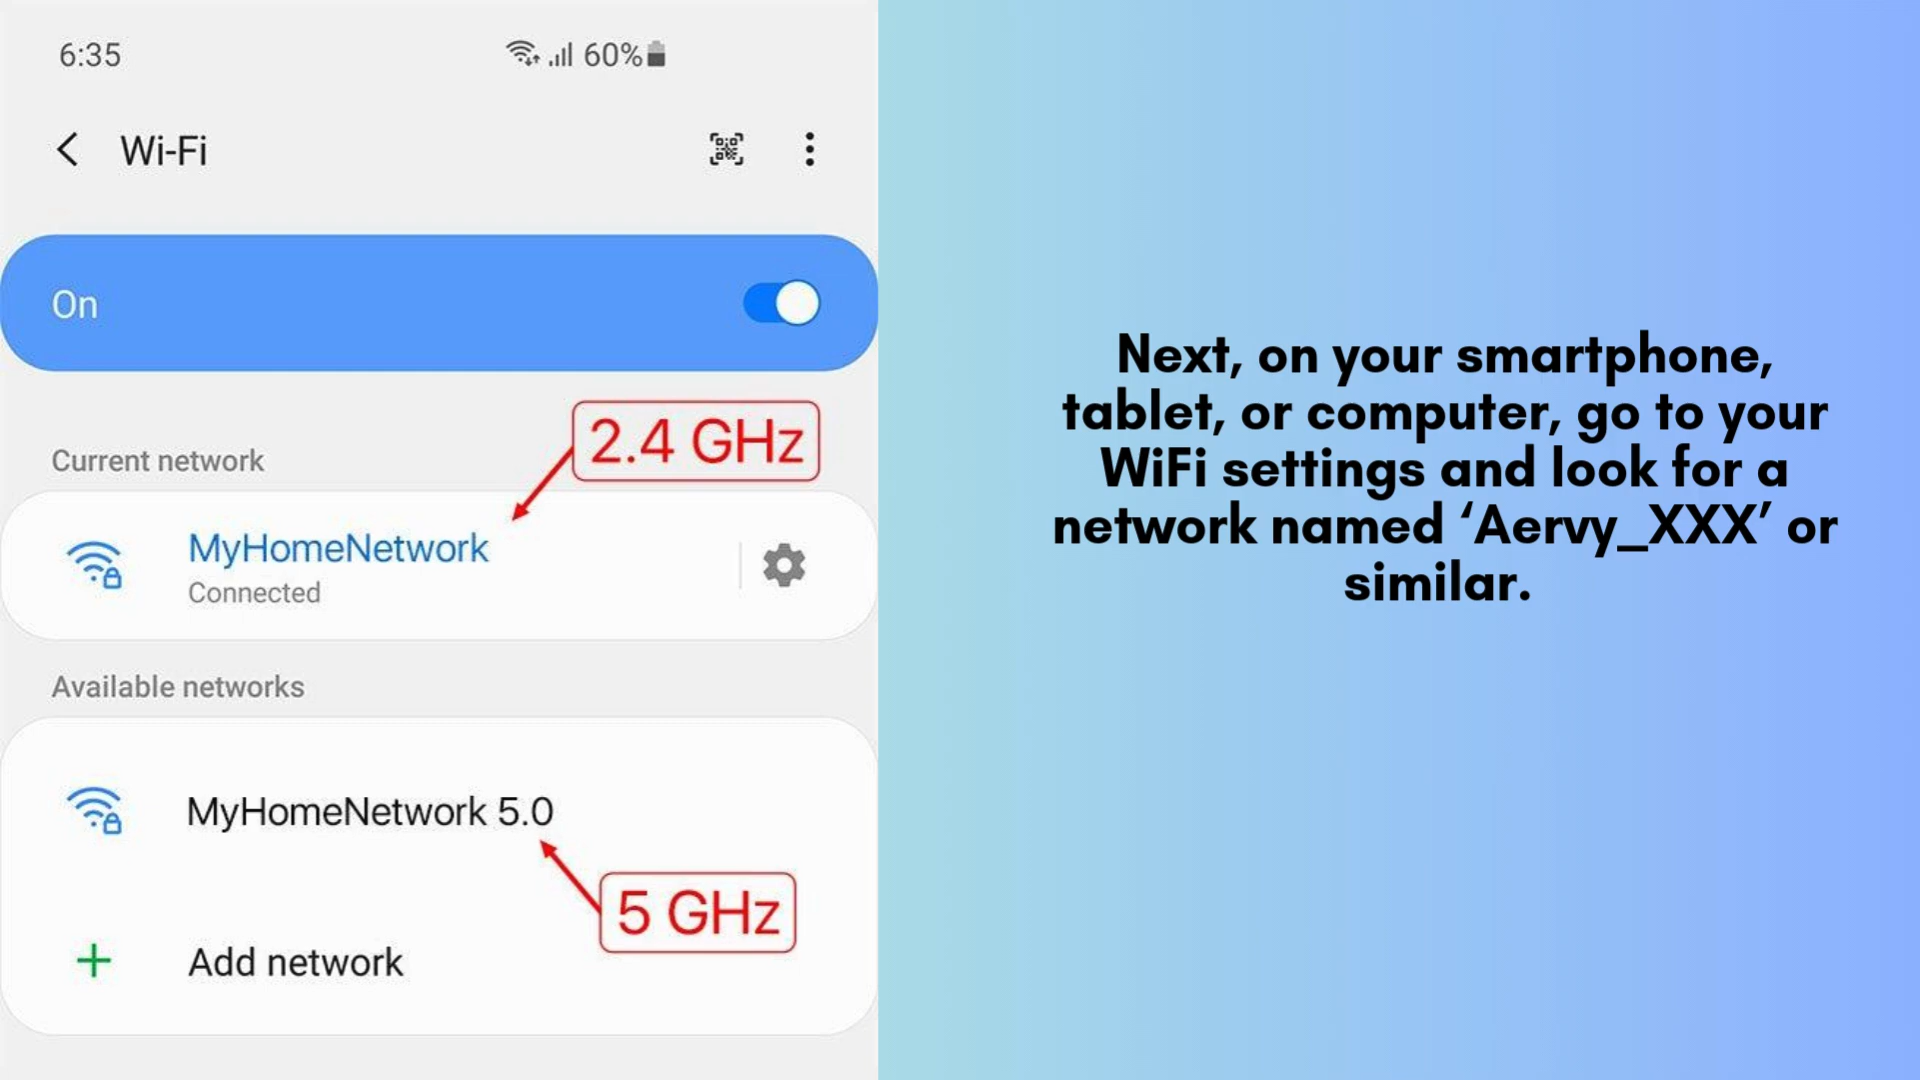 6:35
60%
Wi-Fi
On
2.4 GHz
Current network
MyHomeNetwork
Connected
Available networks
MyHomeNetwork 5.0
5 GHz
Add network
Next, on your smartphone,
tablet, or computer, go to your
WiFi settings and look for a
network named ‘Aervy_XXX’ or
similar.